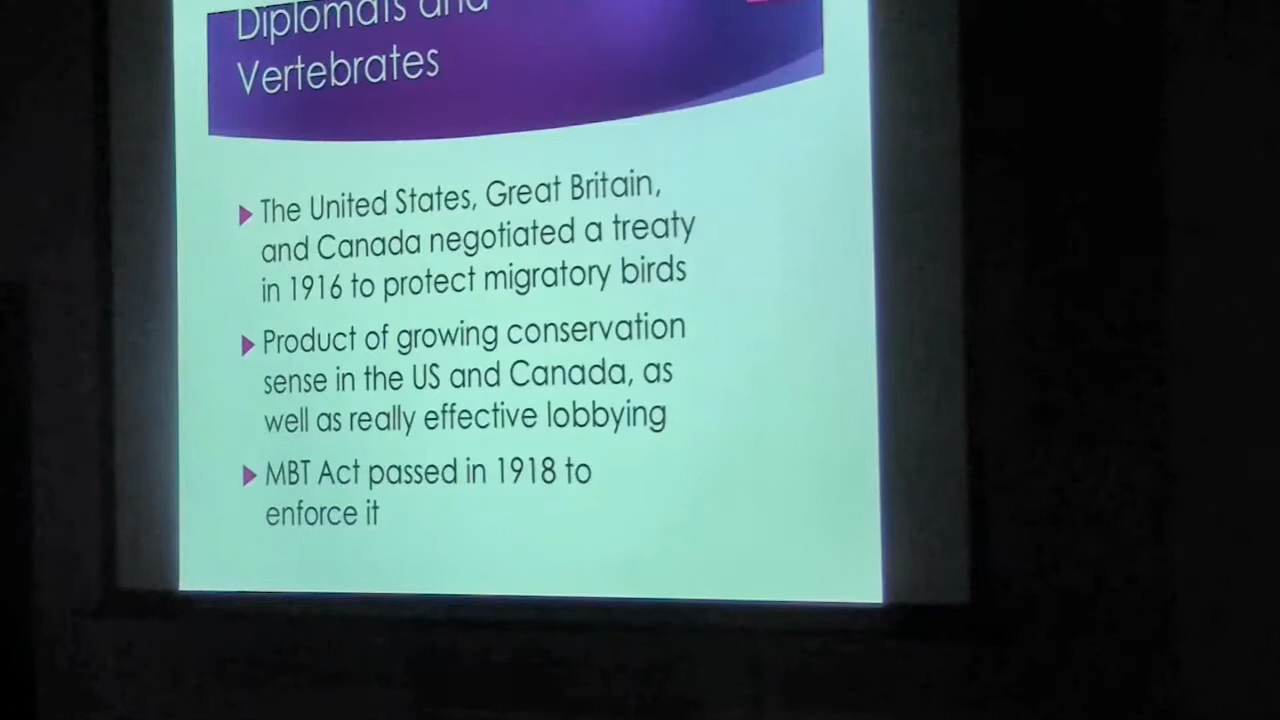 Diplomats and
Vertebrates
The United States, Great Britain,
and Canada negotiated a treaty
in 1916 to protect migratory birds
Product of growing conservation
sense in the US and Canada, as
well as really effective lobbying
MBT Act passed in 1918 to
enforce it